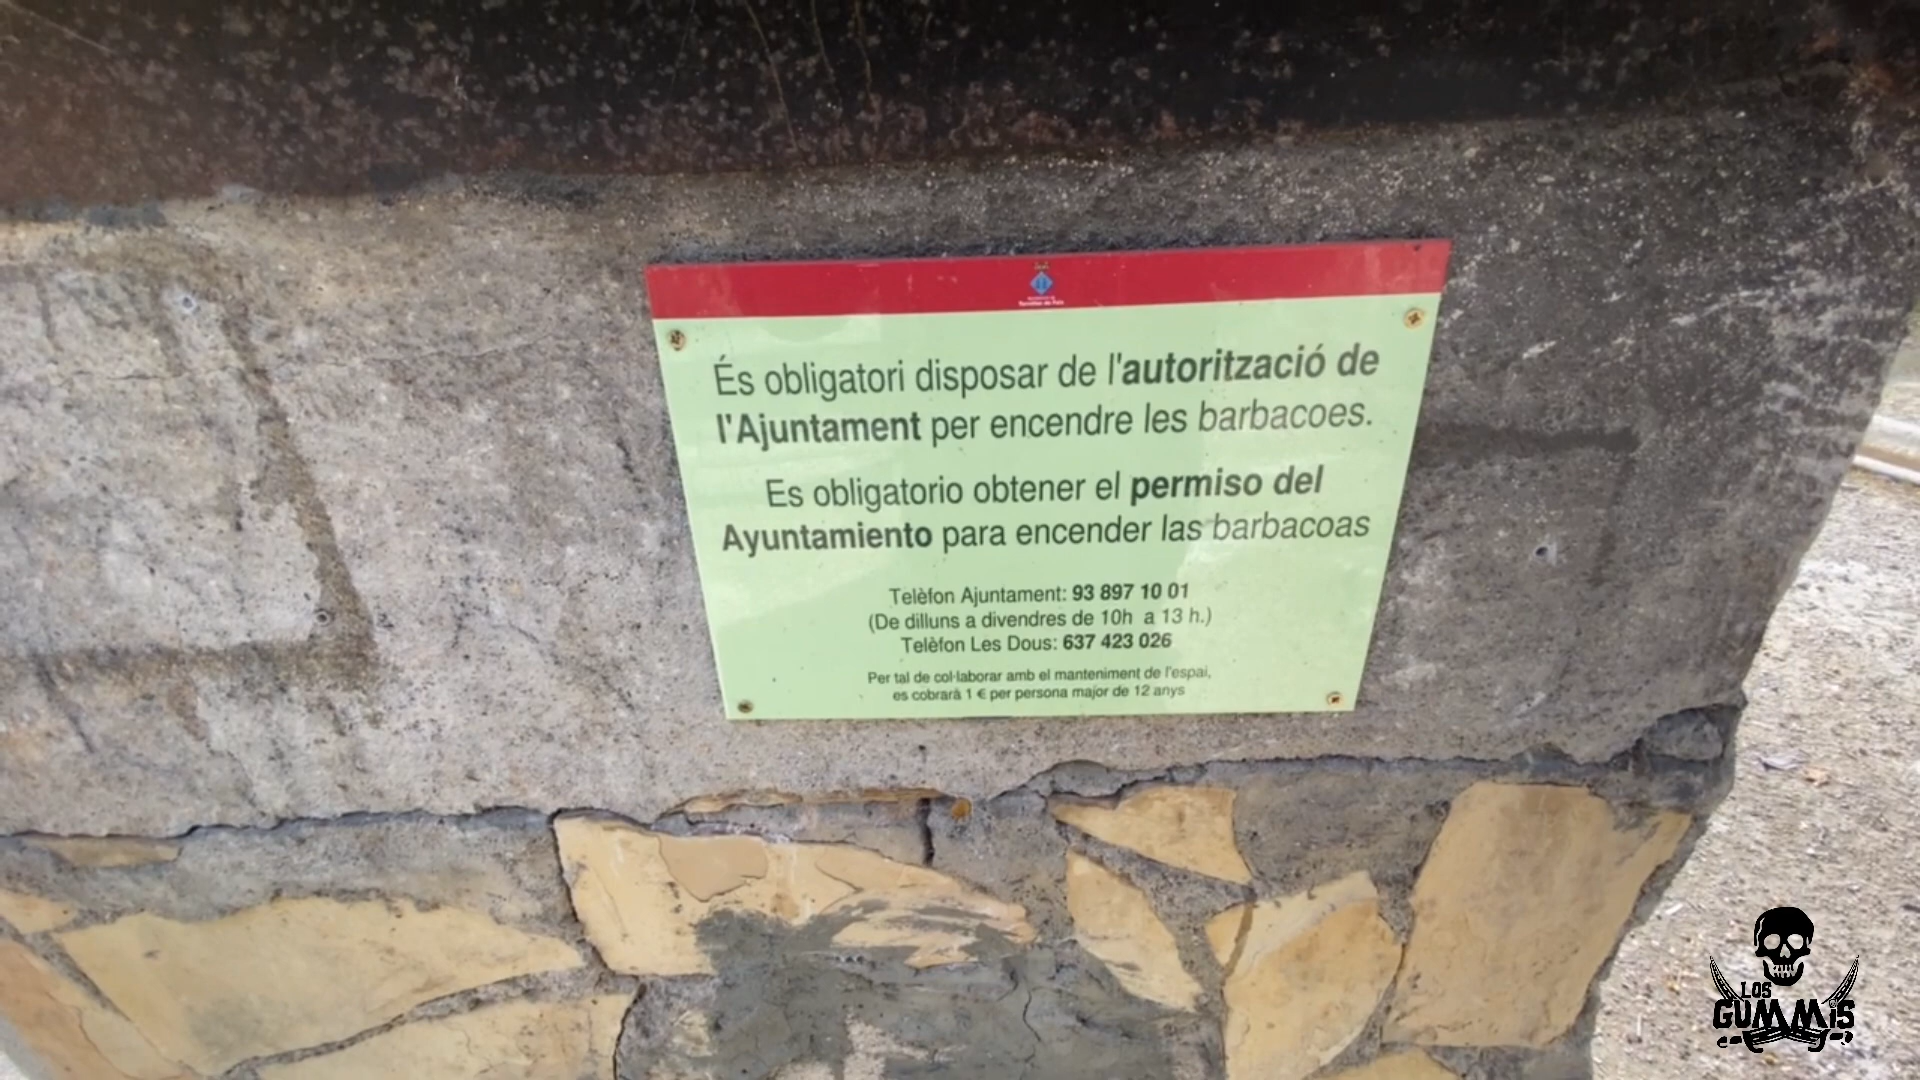 És obligatori disposar de l'autorització de
l'Ajuntament per encendre les barbacoes.
Es obligatorio obtener el permiso del
Ayuntamiento para encender las barbacoas
Telèfon Ajuntament: 93 897 10 01
(De dilluns a divendres de 10h a 13 h.)
Telèfon Les Dous: 637 423 026
Per tal de col·laborar amb el manteniment de l'espai,
es cobrarà 1 € per persona major de 12 anys
LOS
GUMMIS